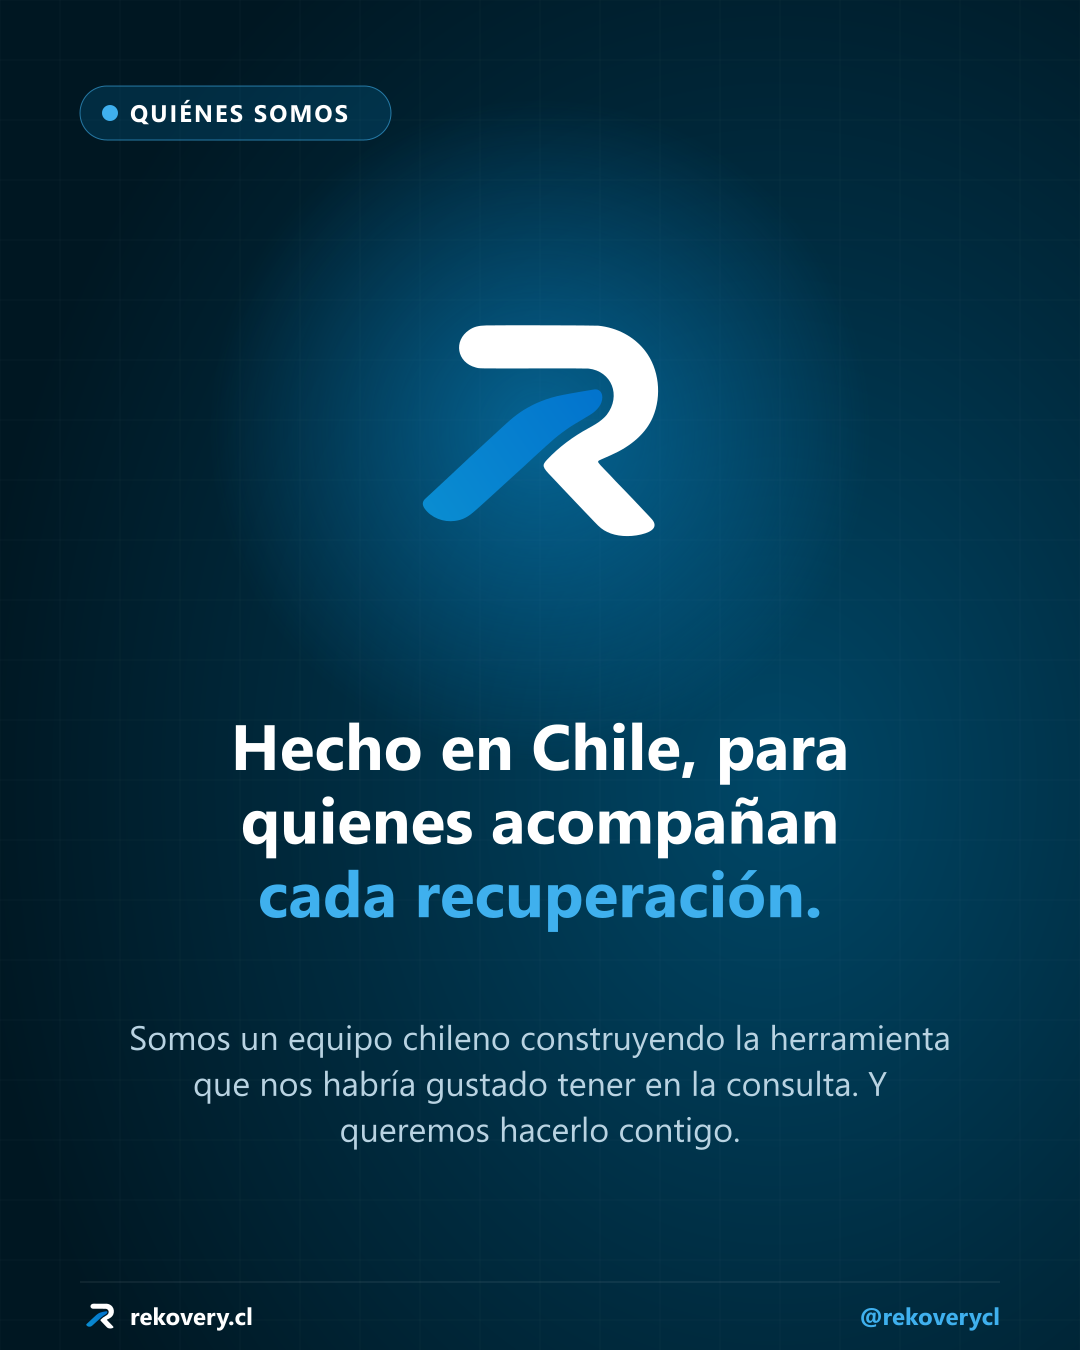 QUIÉNES SOMOS
Hecho en Chile, para
quienes acompañan
cada recuperación.
Somos un equipo chileno construyendo la herramienta
que nos habría gustado tener en la consulta. Y
queremos hacerlo contigo.
rekovery.cl
@rekoverycl